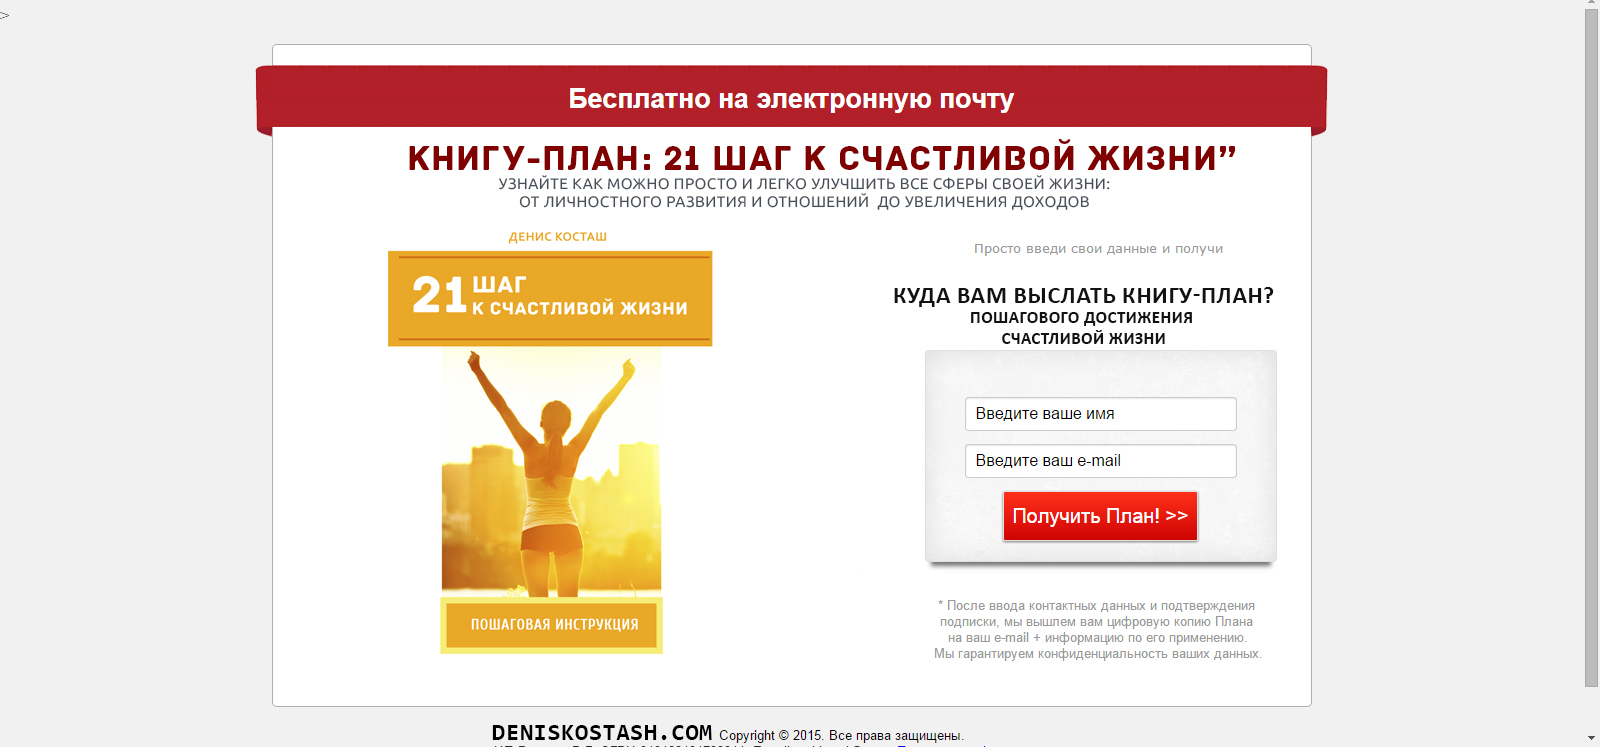 >
Бесплатно на электронную почту
КНИГУ-ПЛАН: 21 ШАГ К СЧАСТЛИВОЙ ЖИЗНИ”
УЗНАЙТЕ КАК МОЖНО ПРОСТО И ЛЕГКО УЛУЧШИТЬ ВСЕ СФЕРЫ СВОЕЙ ЖИЗНИ:
ОТ ЛИЧНОСТНОГО РАЗВИТИЯ И ОТНОШЕНИЙ ДО УВЕЛИЧЕНИЯ ДОХОДОВ
ДЕНИС КОСТАШ
21 ШАГ
К СЧАСТЛИВОЙ ЖИЗНИ
ПОШАГОВАЯ ИНСТРУКЦИЯ
Просто введи свои данные и получи
КУДА ВАМ ВЫСЛАТЬ КНИГУ-ПЛАН?
ПОШАГОВОГО ДОСТИЖЕНИЯ
СЧАСТЛИВОЙ ЖИЗНИ
Введите ваше имя
Введите ваш e-mail
Получить План! >>
* После ввода контактных данных и подтверждения
подписки, мы вышлем вам цифровую копию Плана
на ваш e-mail + информацию по его применению.
Мы гарантируем конфиденциальность ваших данных.
DENISKOSTASH.COM Copyright © 2015. Все права защищены.